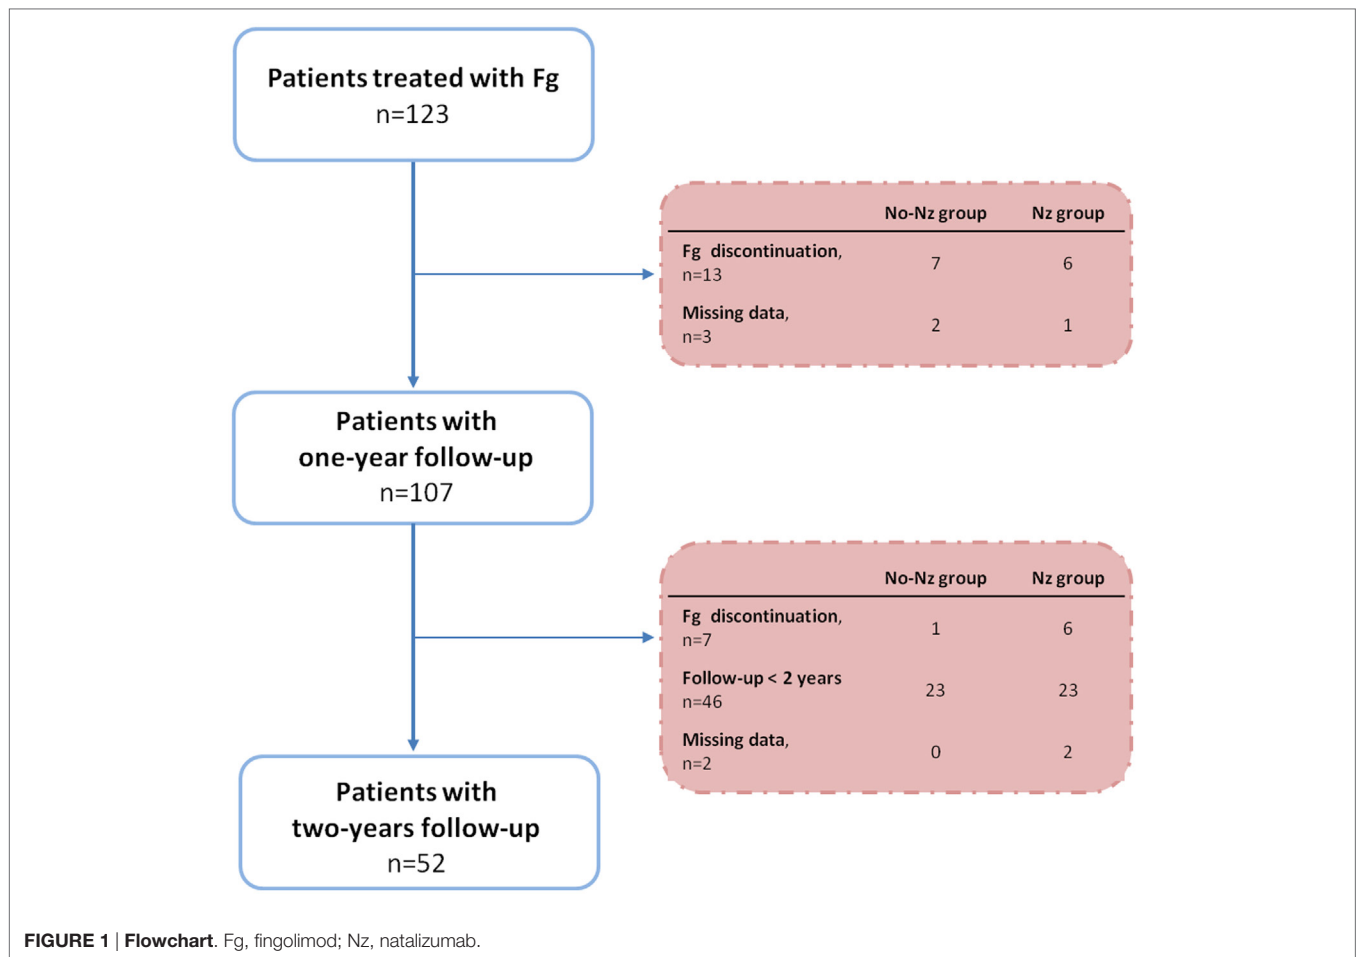 Patients treated with Fg
n=123
No-Nz group Nz group
Fg discontinuation,
n=13
7 6
Missing data,
n=3
2 1
Patients with
one-year follow-up
n=107
No-Nz group Nz group
Fg discontinuation,
n=7
1 6
Follow-up < 2 years
n=46
23 23
Missing data,
n=2
0 2
Patients with
two-years follow-up
n=52
FIGURE 1 | Flowchart. Fg, fingolimod; Nz, natalizumab.